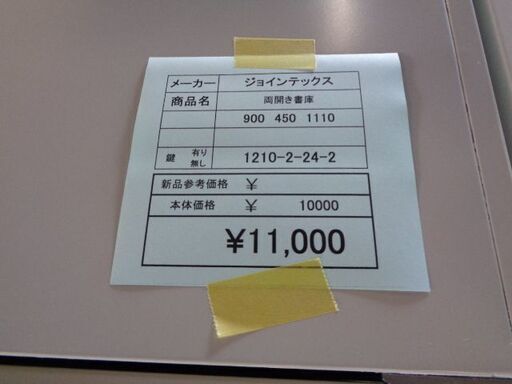 メーカー ジョインテックス
商品名 両開き書庫
900 450 1110
鍵 有り 無し 1210-2-24-2
新品参考価格 ¥
本体価格 ¥ 10000
¥11,000